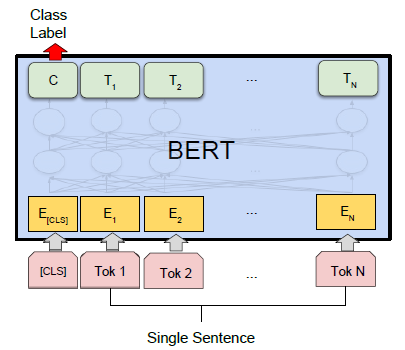 Class
Label
C T1 T2 ... TN
...
BERT
...
E[CLS] E1 E2 ... EN
[CLS] Tok 1 Tok 2 ... Tok N
Single Sentence